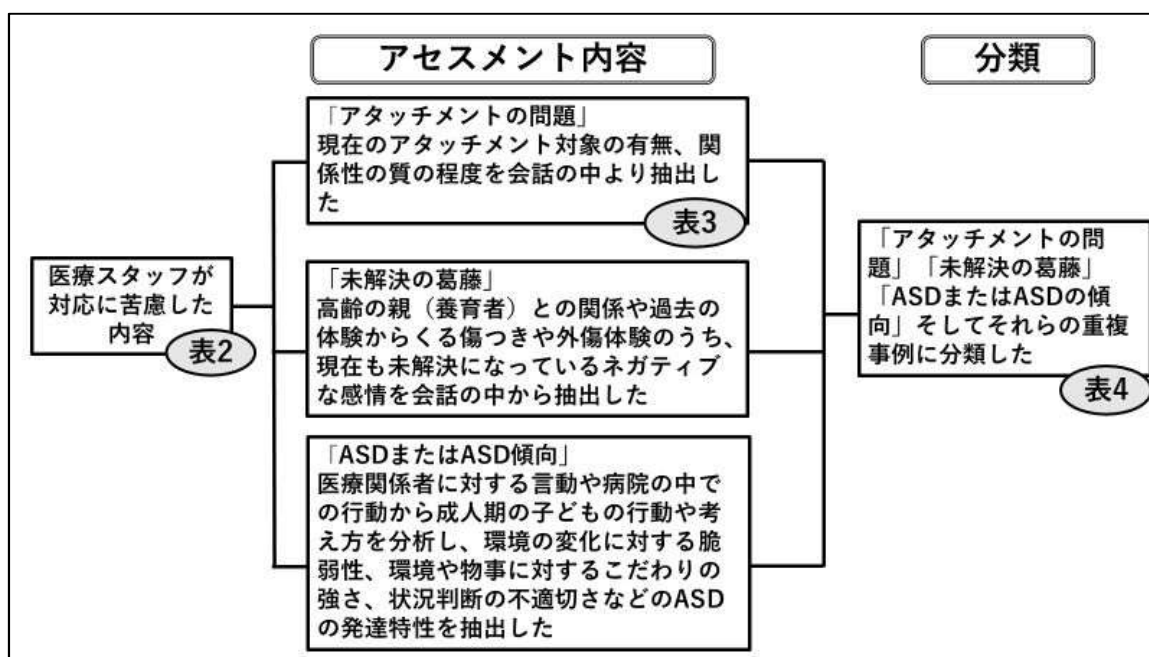 アセスメント内容
分類
「アタッチメントの問題」
現在のアタッチメント対象の有無、関
係性の質の程度を会話の中より抽出し
た
表3
医療スタッフが
対応に苦慮した
内容
表2
「未解決の葛藤」
高齢の親（養育者）との関係や過去の
体験からくる傷つきや外傷体験のうち、
現在も未解決になっているネガティブ
な感情を会話の中から抽出した
「ASDまたはASD傾向」
医療関係者に対する言動や病院の中で
の行動から成人期の子どもの行動や考
え方を分析し、環境の変化に対する脆
弱性、環境や物事に対するこだわりの
強さ、状況判断の不適切さなどのASD
の発達特性を抽出した
「アタッチメントの問
題」「未解決の葛藤」
「ASDまたはASDの傾
向」そしてそれらの重複
事例に分類した
表4